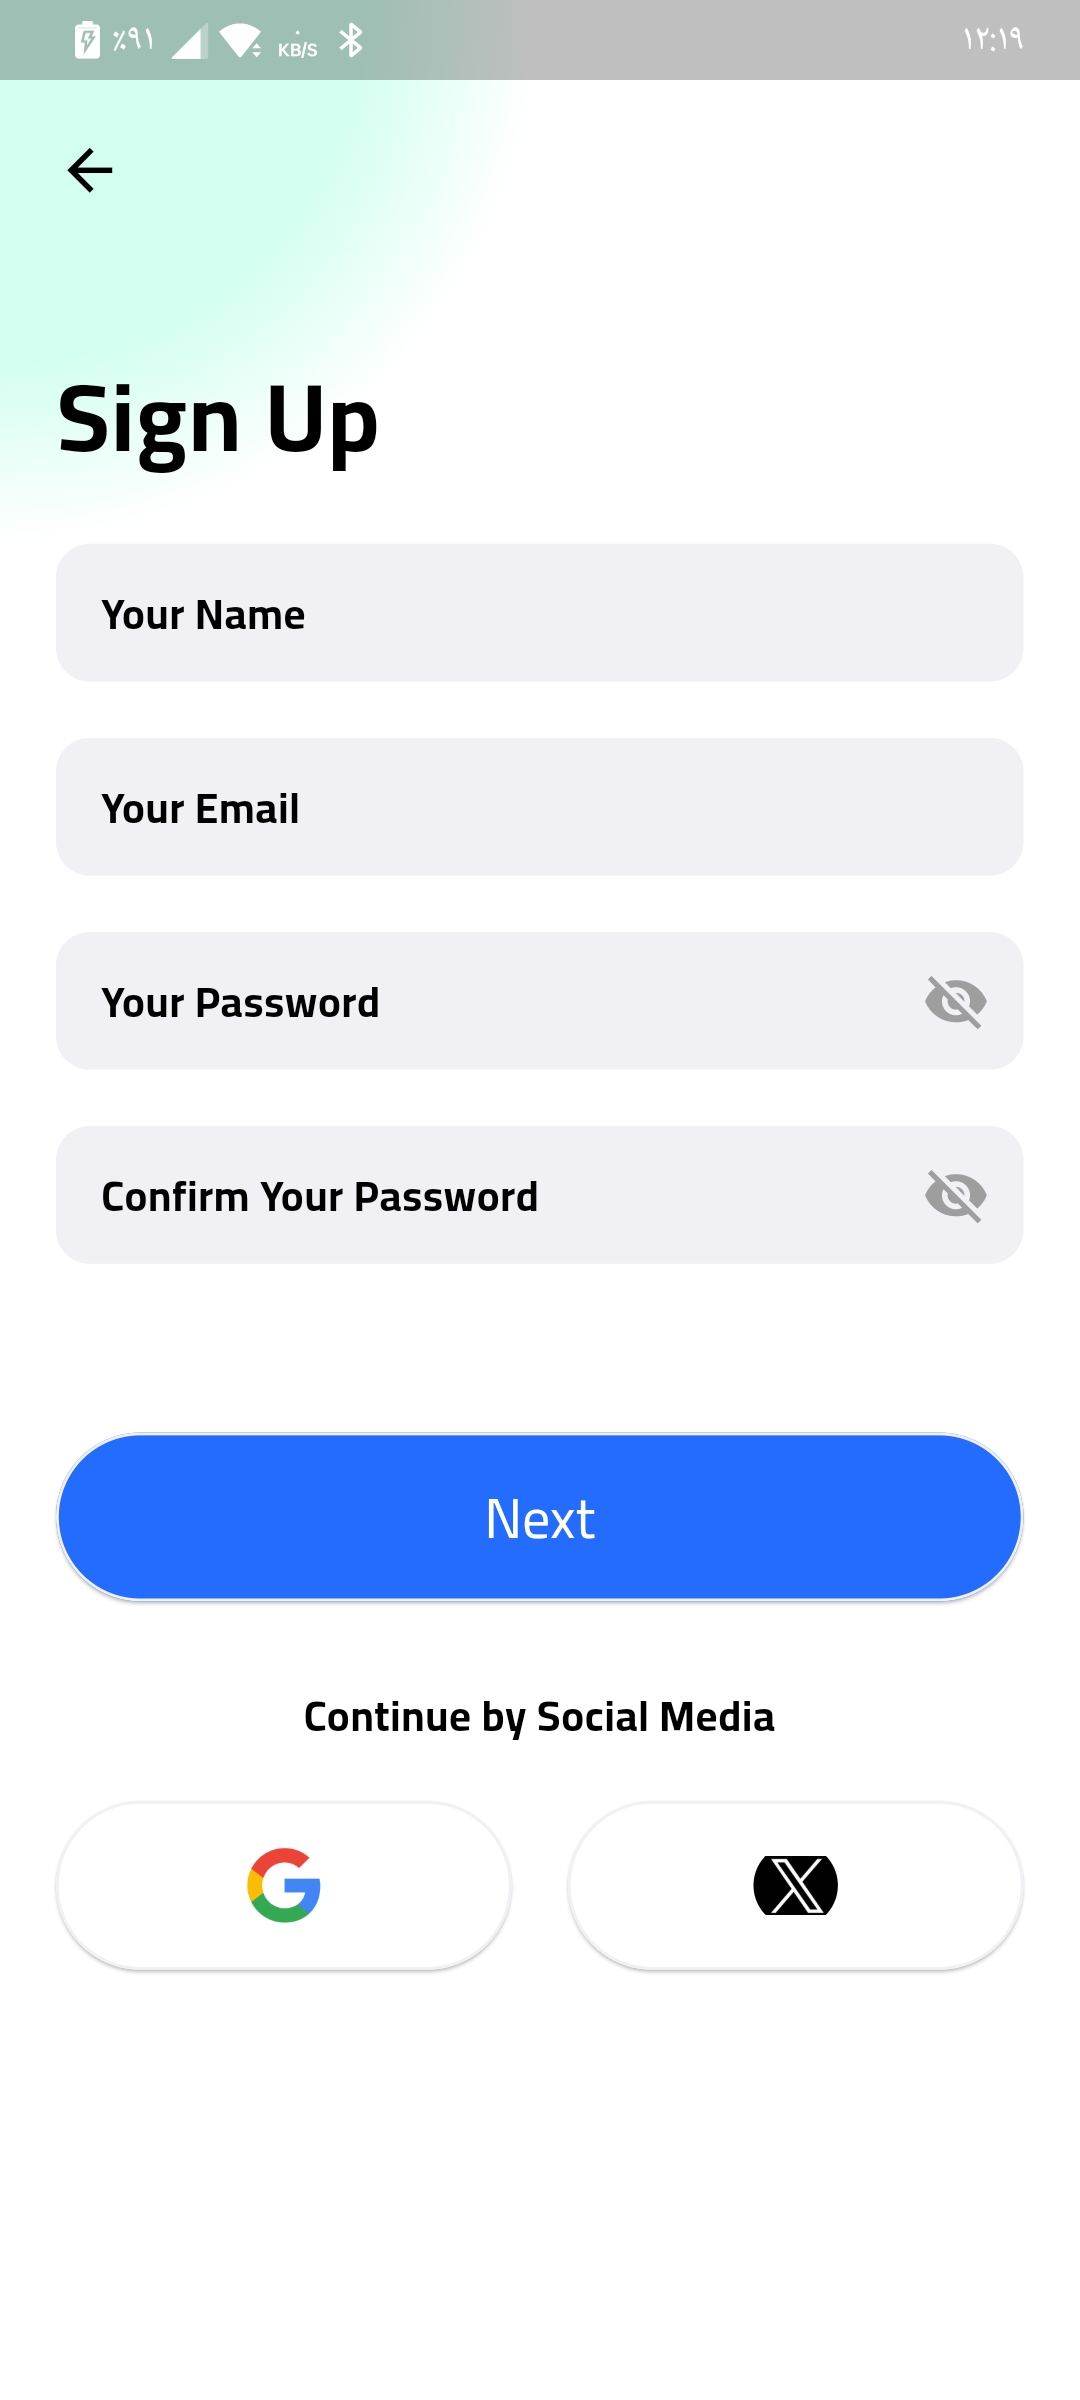 ٪۹۱ KB/S ۱۲:۱۹
Sign Up
Your Name
Your Email
Your Password
Confirm Your Password
Next
Continue by Social Media